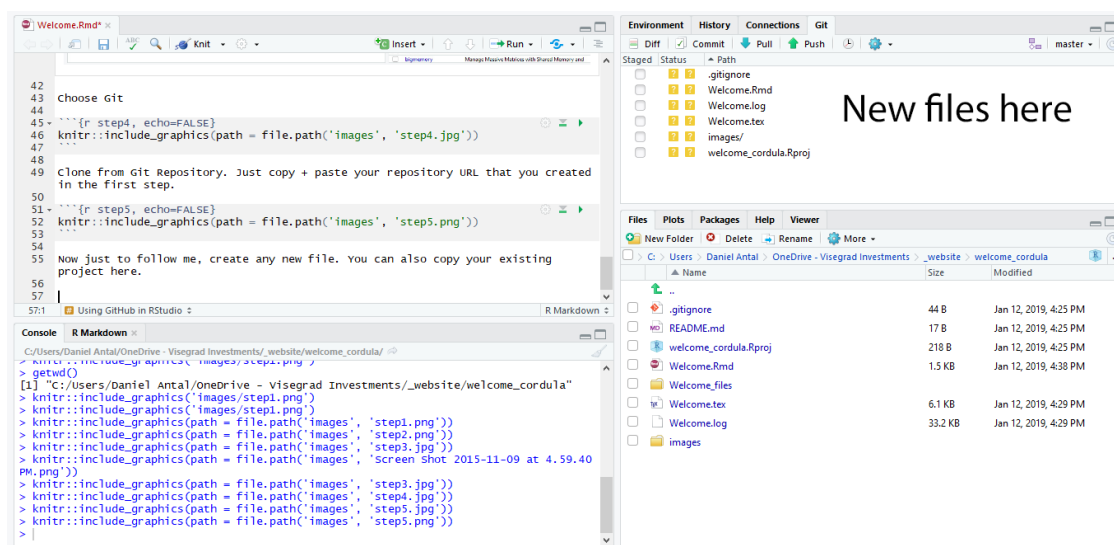 Welcome.Rmd*
ABC Knit Insert Run
bigmemory Manage Massive Matrices with Shared Memory and
42
43 Choose Git
44
45 ```{r step4, echo=FALSE}
46 knitr::include_graphics(path = file.path('images', 'step4.jpg'))
47 ```
48
49 Clone from Git Repository. Just copy + paste your repository URL that you created
in the first step.
50
51 ```{r step5, echo=FALSE}
52 knitr::include_graphics(path = file.path('images', 'step5.png'))
53 ```
54
55 Now just to follow me, create any new file. You can also copy your existing
project here.
56
57
57:1 # Using GitHub in RStudio R Markdown
Console R Markdown
C:/Users/Daniel Antal/OneDrive - Visegrad Investments/_website/welcome_cordula/
> knitr::include_graphics('images/step1.png')
> getwd()
[1] "C:/Users/Daniel Antal/OneDrive - Visegrad Investments/_website/welcome_cordula"
> knitr::include_graphics('images/step1.png')
> knitr::include_graphics('images/step1.png')
> knitr::include_graphics(path = file.path('images', 'step1.png'))
> knitr::include_graphics(path = file.path('images', 'step2.png'))
> knitr::include_graphics(path = file.path('images', 'step3.jpg'))
> knitr::include_graphics(path = file.path('images', 'Screen Shot 2015-11-09 at 4.59.40
PM.png'))
> knitr::include_graphics(path = file.path('images', 'step3.jpg'))
> knitr::include_graphics(path = file.path('images', 'step4.jpg'))
> knitr::include_graphics(path = file.path('images', 'step5.jpg'))
> knitr::include_graphics(path = file.path('images', 'step5.png'))
>
Environment History Connections Git
Diff Commit Pull Push master
Staged Status Path
? ? .gitignore
? ? Welcome.Rmd
? ? Welcome.log
? ? Welcome.tex
? ? images/
? ? welcome_cordula.Rproj
New files here
Files Plots Packages Help Viewer
New Folder Delete Rename More
C: > Users > Daniel Antal > OneDrive - Visegrad Investments > _website > welcome_cordula
Name Size Modified
..
.gitignore 44 B Jan 12, 2019, 4:25 PM
README.md 17 B Jan 12, 2019, 4:25 PM
welcome_cordula.Rproj 218 B Jan 12, 2019, 4:25 PM
Welcome.Rmd 1.5 KB Jan 12, 2019, 4:38 PM
Welcome_files
Welcome.tex 6.1 KB Jan 12, 2019, 4:29 PM
Welcome.log 33.2 KB Jan 12, 2019, 4:29 PM
images